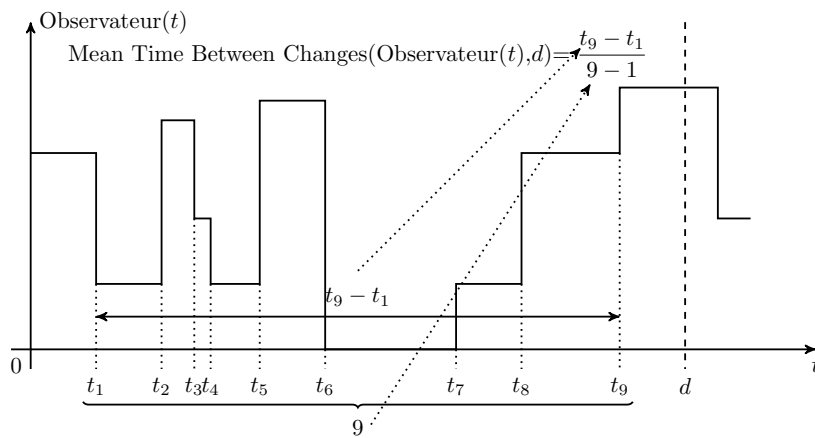 Observateur(t)
Mean Time Between Changes(Observateur(t),d)= t₉ − t₁
9 − 1
t₉ − t₁
0 t₁ t₂ t₃ t₄ t₅ t₆ t₇ t₈ t₉ d t
9